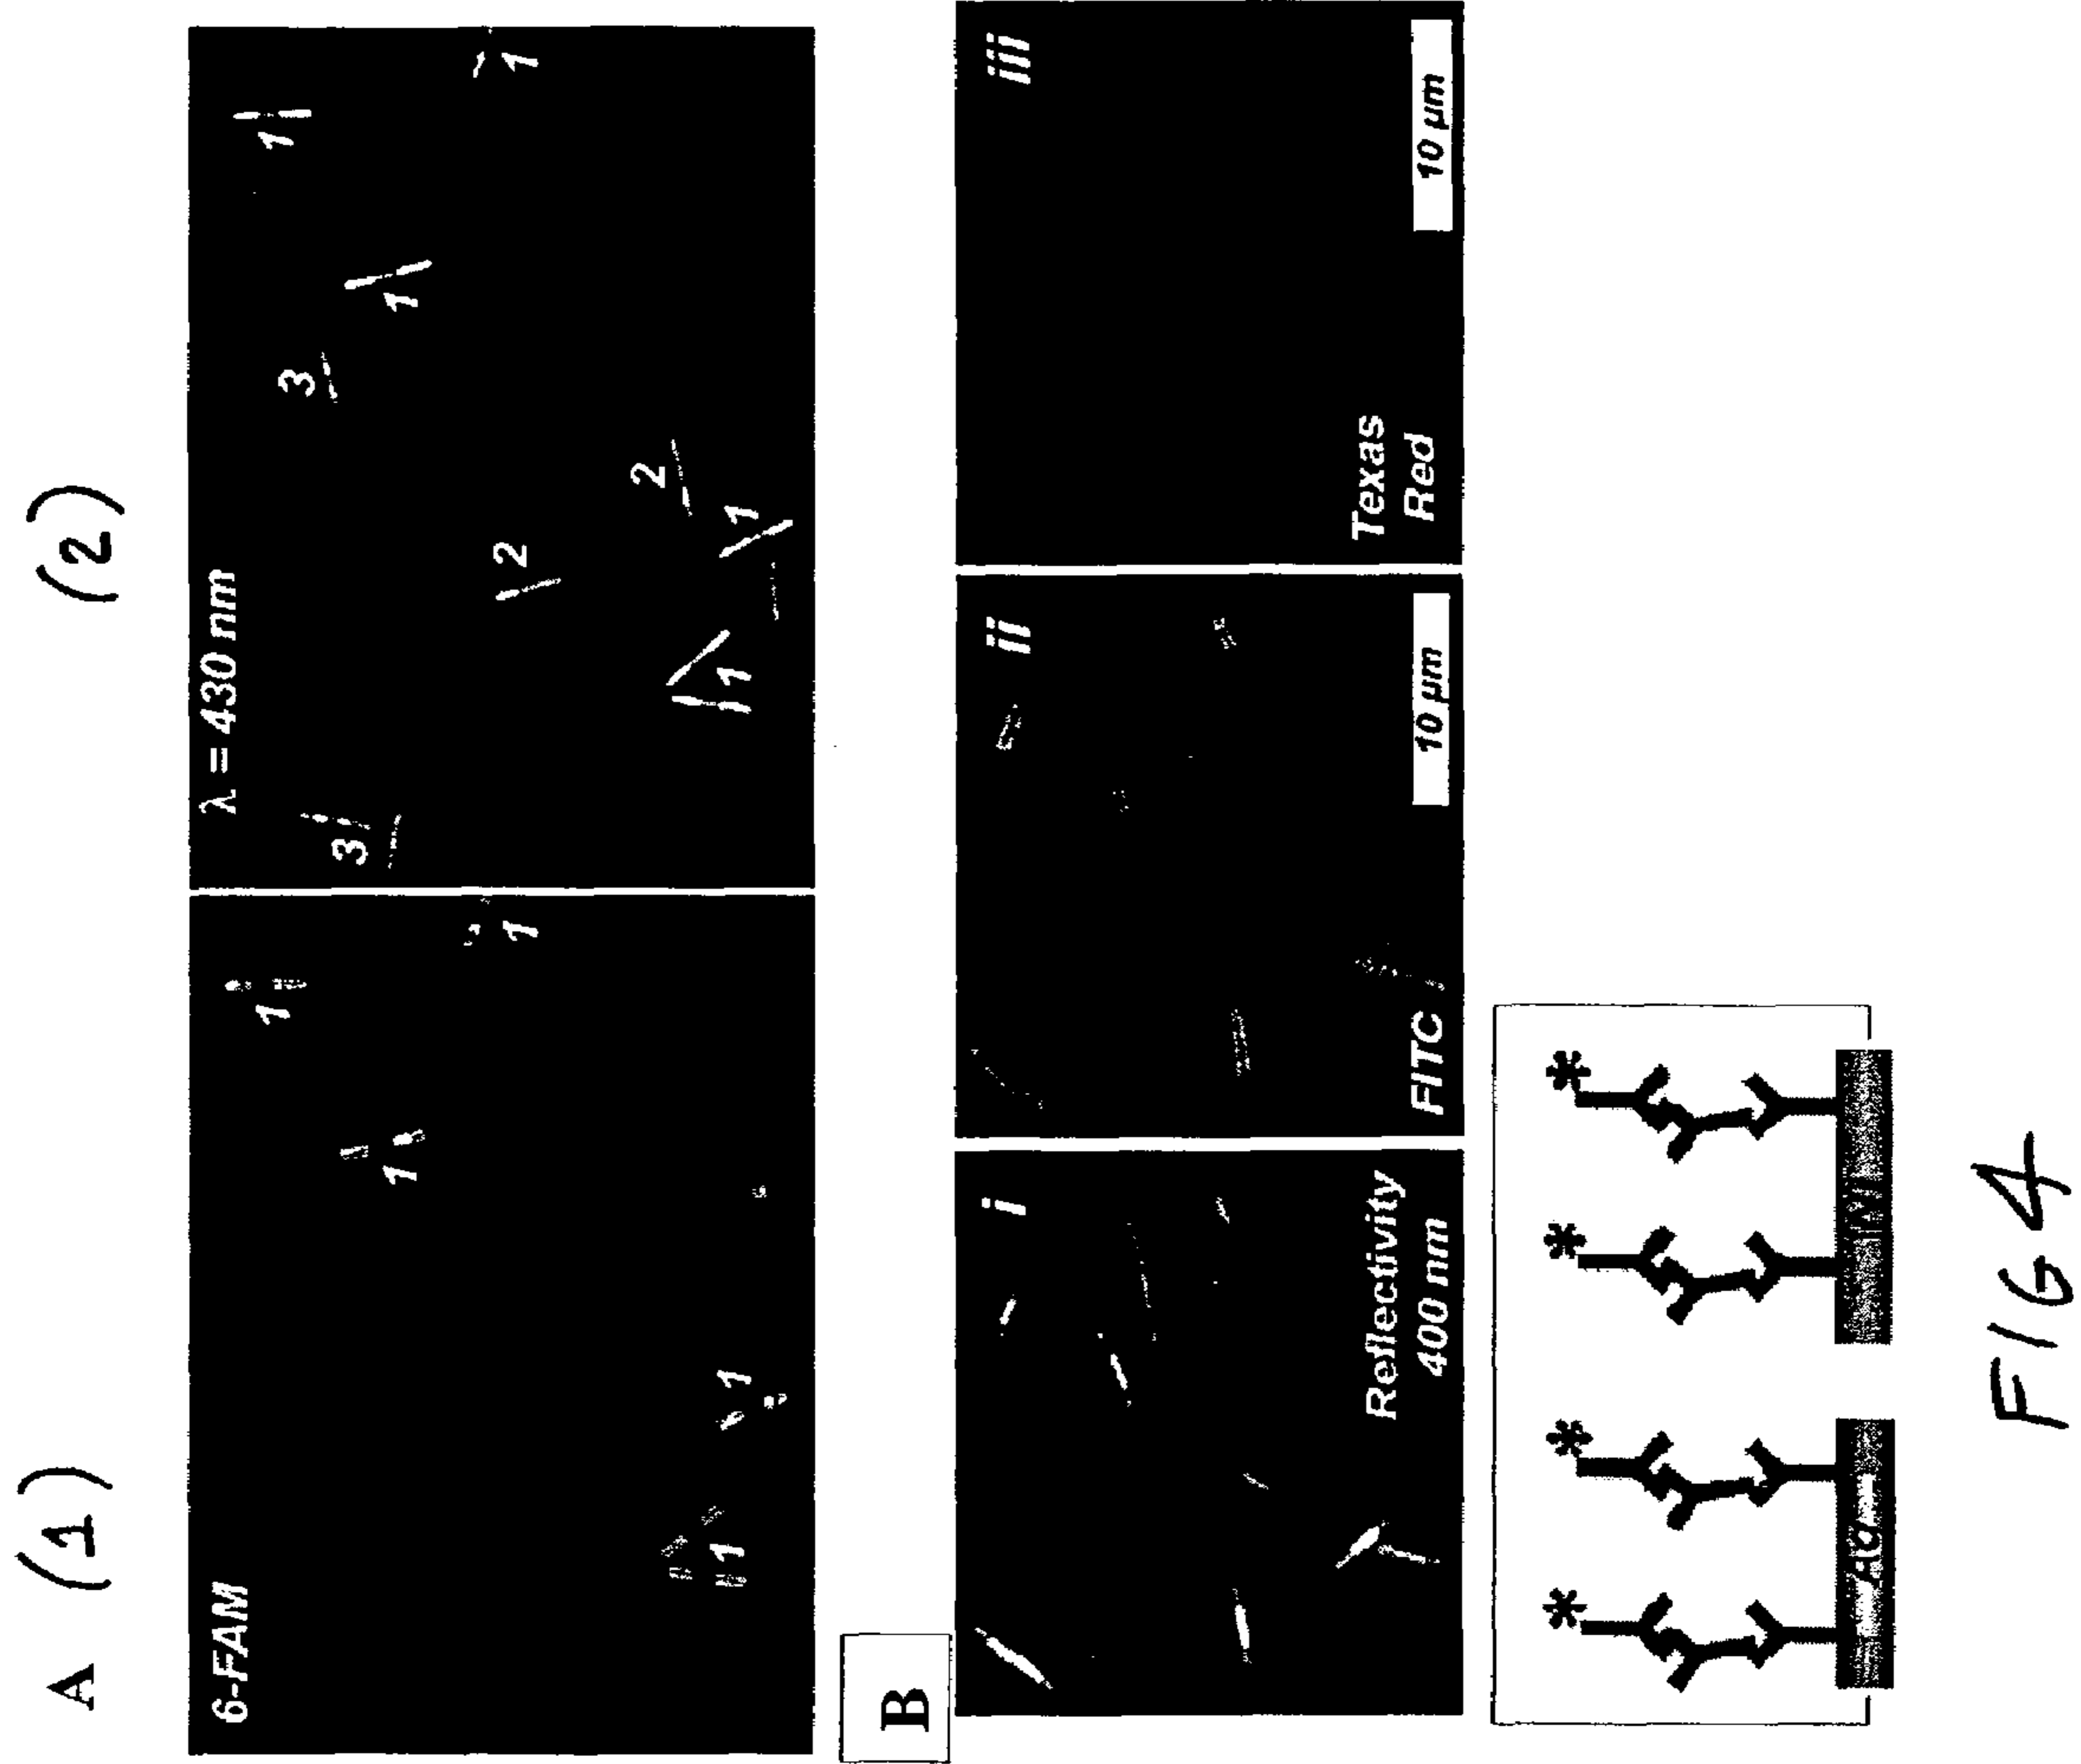 A (1)
(2)
6-FAM
1
1
1
1
1
λ = 430 nm
3
3
2
2
1
1
1
1
1
B
i
Reflectivity
400 nm
ii
FITC
10 µm
iii
Texas
Red
10 µm
FIG 4